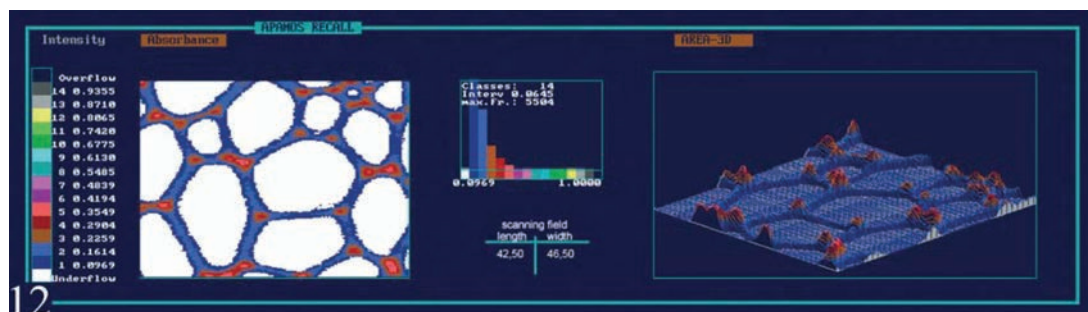 APAMOS RECALL
Intensity
Absorbance
AREA-3D
Overflow
14 0.9355
13 0.8710
12 0.8065
11 0.7420
10 0.6775
9 0.6130
8 0.5485
7 0.4839
6 0.4194
5 0.3549
4 0.2904
3 0.2259
2 0.1614
1 0.0969
Underflow
Classes: 14
Interv 0.0645
max.Fr.: 5504
0.0969 1.0000
scanning field
length width
42,50 46,50
12